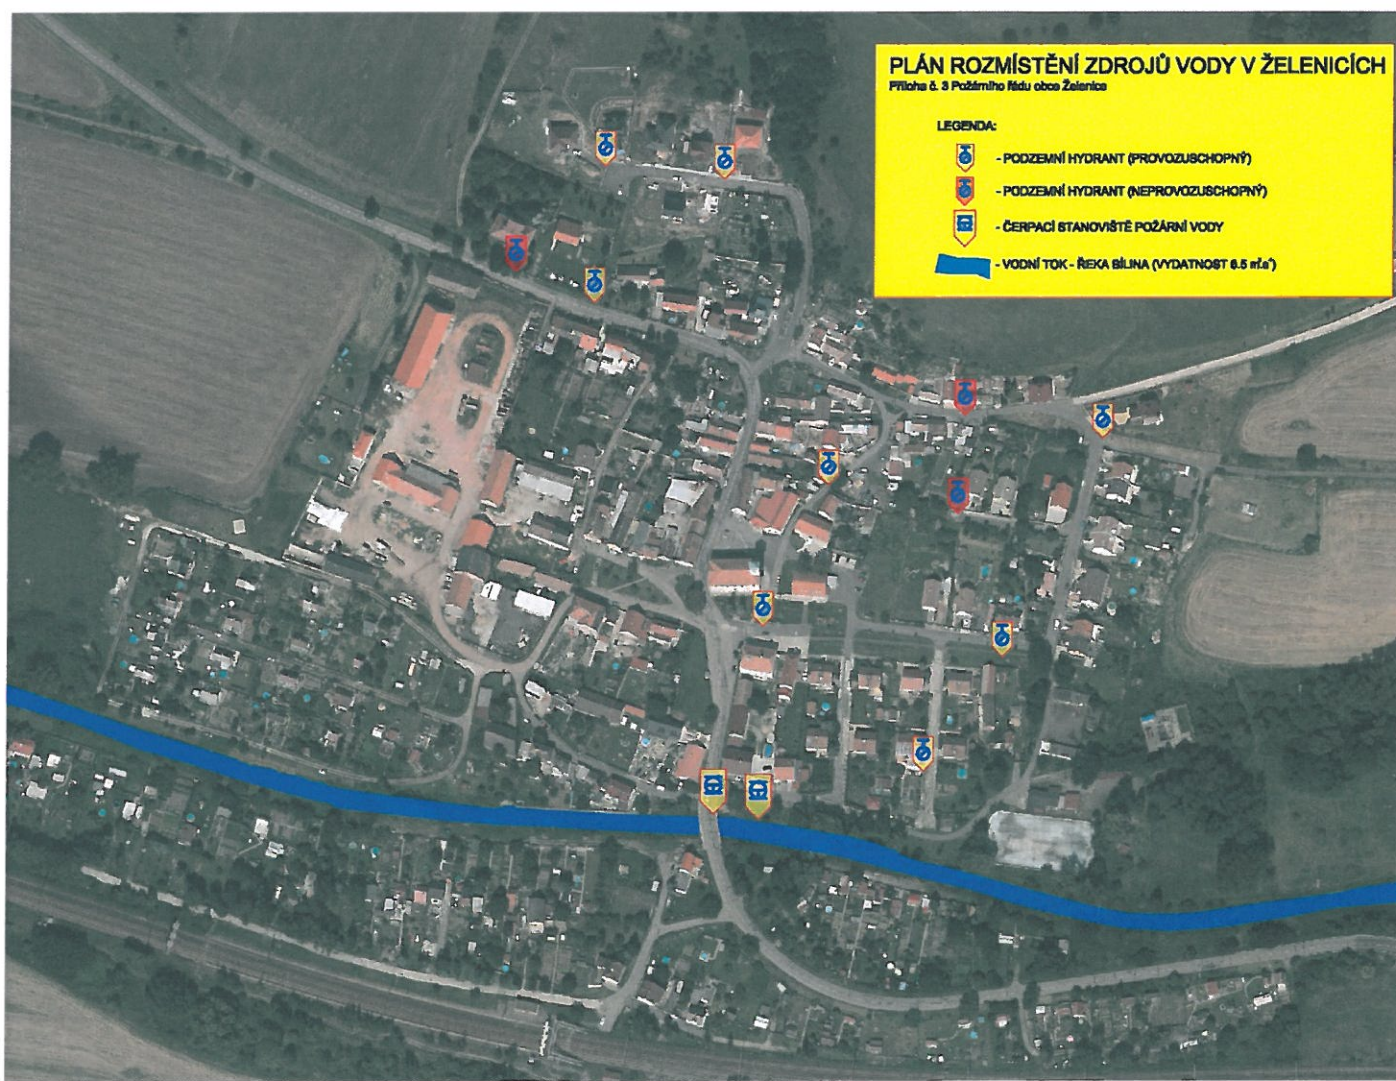 PLÁN ROZMÍSTĚNÍ ZDROJŮ VODY V ŽELENICÍCH
Příloha č. 3 Požárního řádu obce Želenice
LEGENDA:
- PODZEMNÍ HYDRANT (PROVOZUSCHOPNÝ)
- PODZEMNÍ HYDRANT (NEPROVOZUSCHOPNÝ)
- ČERPACÍ STANOVIŠTĚ POŽÁRNÍ VODY
- VODNÍ TOK - ŘEKA BÍLINA (VYDATNOST